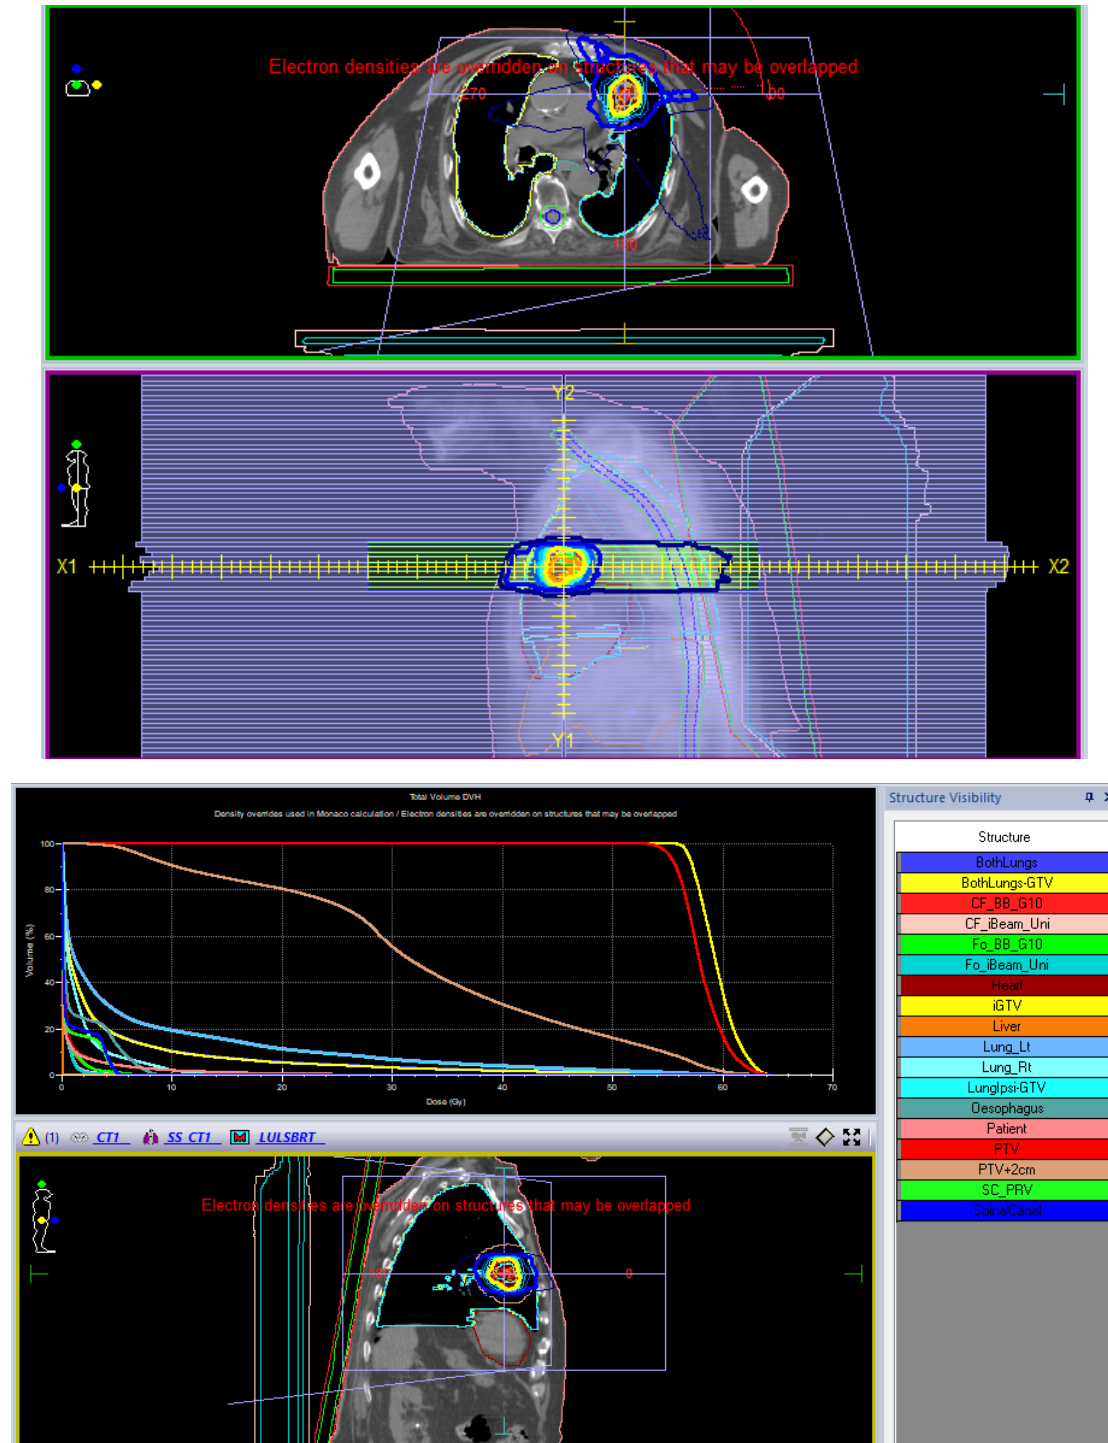 Electron densities are overridden on structures that may be overlapped
270
180
Y2
X1
X2
Y1
Total Volume DVH
Density overrides used in Monaco calculation / Electron densities are overridden on structures that may be overlapped
Volume (%)
100
80
60
40
20
0
0 10 20 30 40 50 60 70
Dose (Gy)
Structure Visibility
Structure
BothLungs
BothLungs-GTV
CF_BB_G10
CF_iBeam_Uni
Fo_BB_G10
Fo_iBeam_Uni
Heart
iGTV
Liver
Lung_Lt
Lung_Rt
LungIpsi-GTV
Oesophagus
Patient
PTV
PTV+2cm
SC_PRV
SpinalCanal
(1) CT1 SS CT1 LULSBRT
Electron densities are overridden on structures that may be overlapped
0